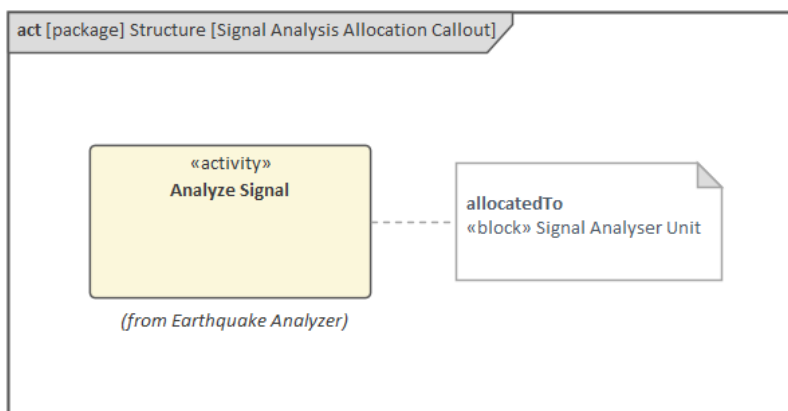 act [package] Structure [Signal Analysis Allocation Callout]
«activity»
Analyze Signal
(from Earthquake Analyzer)
allocatedTo
«block» Signal Analyser Unit